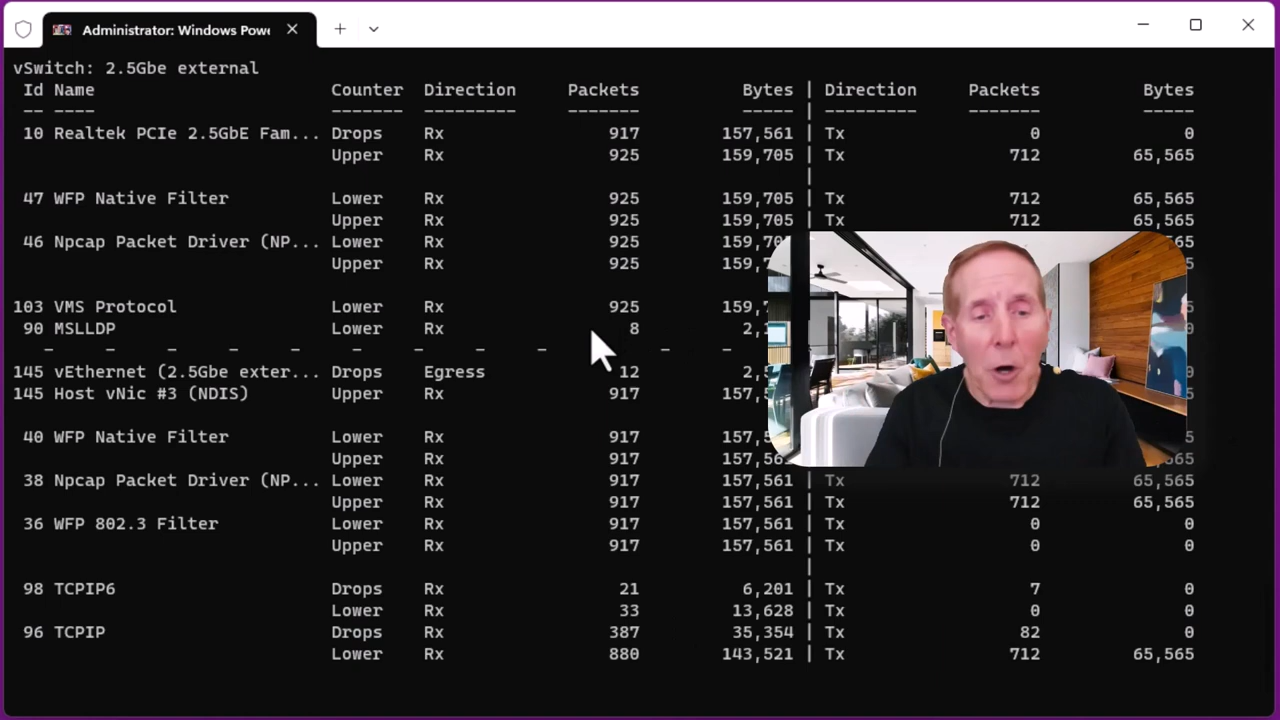 Administrator: Windows Powe
vSwitch: 2.5Gbe external
Id Name Counter Direction Packets Bytes | Direction Packets Bytes
-- ---- ------- --------- ------- ----- | --------- ------- -----
10 Realtek PCIe 2.5GbE Fam... Drops Rx 917 157,561 | Tx 0 0
Upper Rx 925 159,705 | Tx 712 65,565
|
47 WFP Native Filter Lower Rx 925 159,705 | Tx 712 65,565
Upper Rx 925 159,705 | Tx 712 65,565
46 Npcap Packet Driver (NP... Lower Rx 925
Upper Rx 925
103 VMS Protocol Lower Rx 925
90 MSLLDP Lower Rx 8
- - - - - - - - - - -
145 vEthernet (2.5Gbe exter... Drops Egress 12
145 Host vNic #3 (NDIS) Upper Rx 917
40 WFP Native Filter Lower Rx 917
Upper Rx 917
38 Npcap Packet Driver (NP... Lower Rx 917 157,561 | Tx 712 65,565
Upper Rx 917 157,561 | Tx 712 65,565
36 WFP 802.3 Filter Lower Rx 917 157,561 | Tx 0 0
Upper Rx 917 157,561 | Tx 0 0
|
98 TCPIP6 Drops Rx 21 6,201 | Tx 7 0
Lower Rx 33 13,628 | Tx 0 0
96 TCPIP Drops Rx 387 35,354 | Tx 82 0
Lower Rx 880 143,521 | Tx 712 65,565